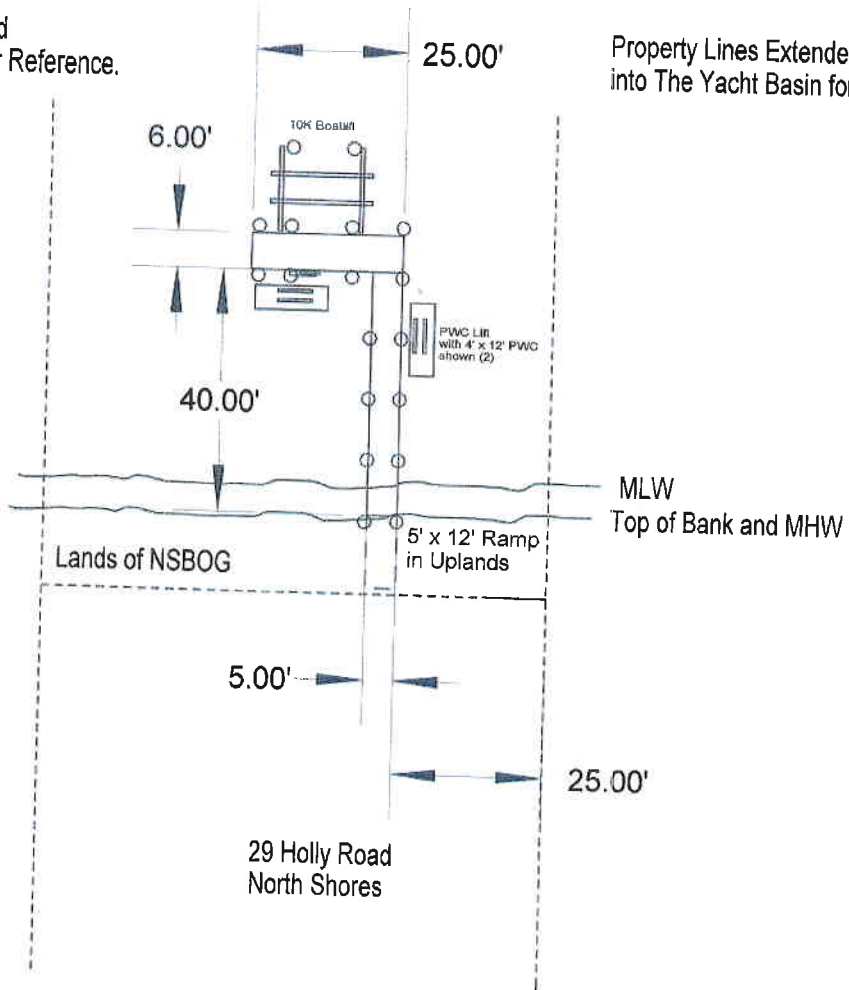 d
r Reference.
25.00'
Property Lines Extende
into The Yacht Basin for
6.00'
10K Boatlift
PWC Lift
with 4' x 12' PWC
shown (2)
40.00'
MLW
Top of Bank and MHW
5' x 12' Ramp
in Uplands
Lands of NSBOG
5.00'
25.00'
29 Holly Road
North Shores